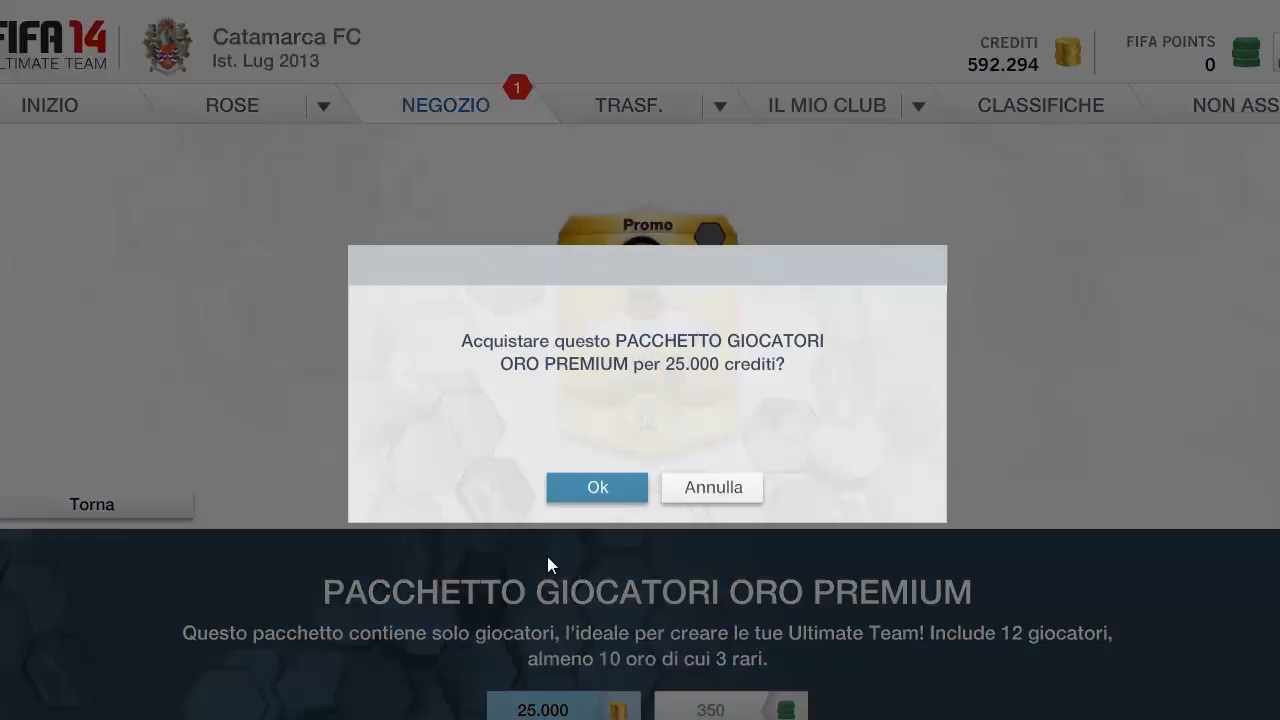 FIFA 14
ULTIMATE TEAM
Catamarca FC
Ist. Lug 2013
CREDITI
592.294
FIFA POINTS
0
INIZIO
ROSE
NEGOZIO
1
TRASF.
IL MIO CLUB
CLASSIFICHE
NON ASS
Promo
Acquistare questo PACCHETTO GIOCATORI
ORO PREMIUM per 25.000 crediti?
Ok
Annulla
Torna
PACCHETTO GIOCATORI ORO PREMIUM
Questo pacchetto contiene solo giocatori, l'ideale per creare le tue Ultimate Team! Include 12 giocatori,
almeno 10 oro di cui 3 rari.
25.000
350